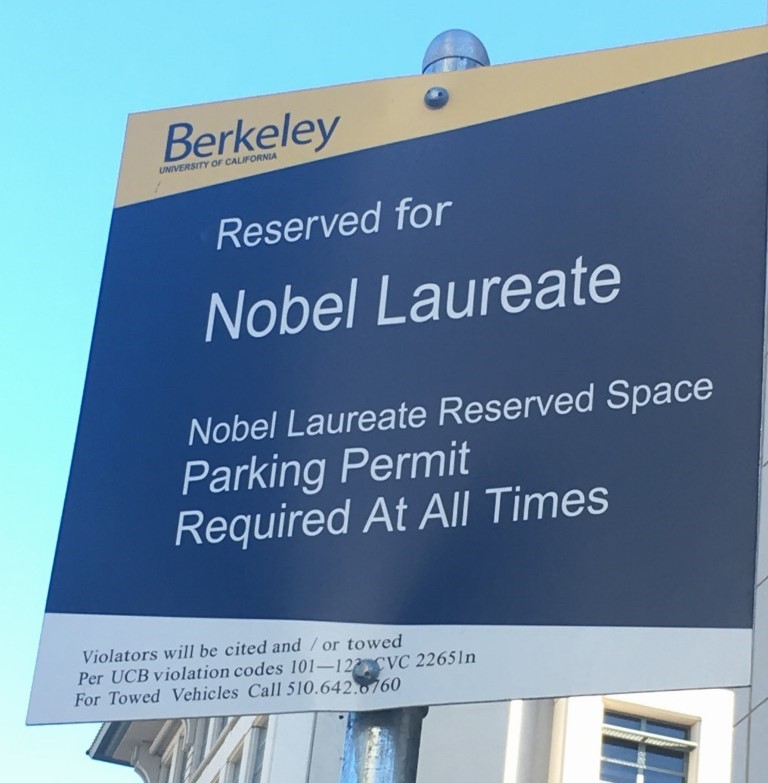 Berkeley
UNIVERSITY OF CALIFORNIA
Reserved for
Nobel Laureate
Nobel Laureate Reserved Space
Parking Permit
Required At All Times
Violators will be cited and / or towed
Per UCB violation codes 101— CVC 22651n
For Towed Vehicles Call 510.642.6760